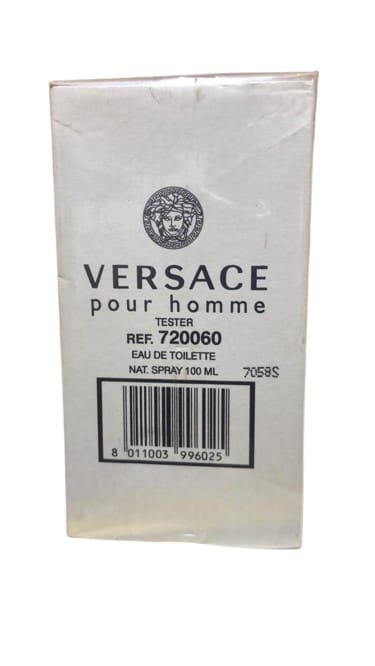 VERSACE
pour homme
TESTER
REF. 720060
EAU DE TOILETTE
NAT. SPRAY 100 ML 7058S
8 011003 996025